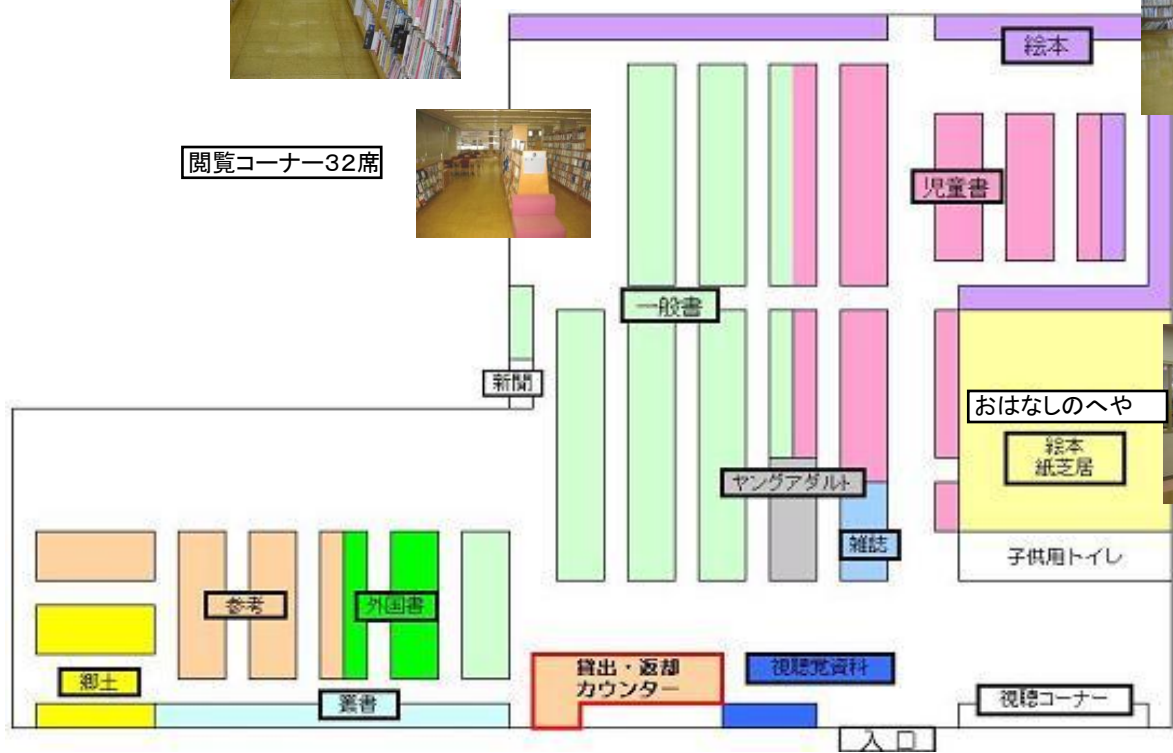 絵本
閲覧コーナー32席
児童書
一般書
新聞
おはなしのへや
絵本
紙芝居
ヤングアダルト
雑誌
子供用トイレ
参考
外国書
郷土
叢書
貸出・返却
カウンター
視聴覚資料
視聴コーナー
入口